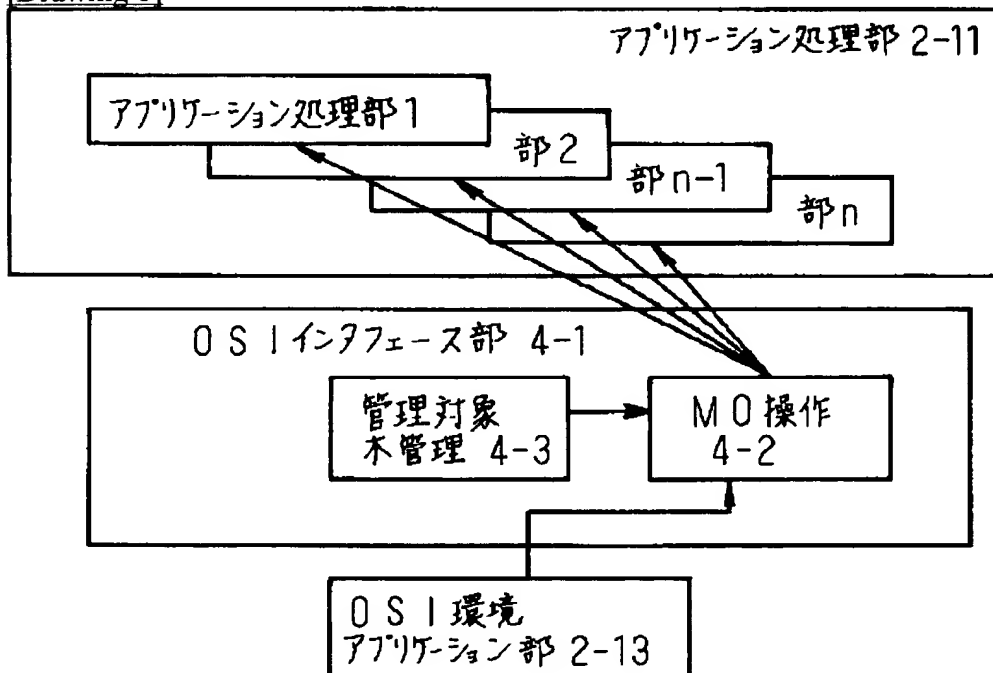 アプリケーション処理部 2-11
アプリケーション処理部1
部2
部n-1
部n
OSIインタフェース部 4-1
管理対象
木管理 4-3
MO操作
4-2
OSI環境
アプリケーション部 2-13